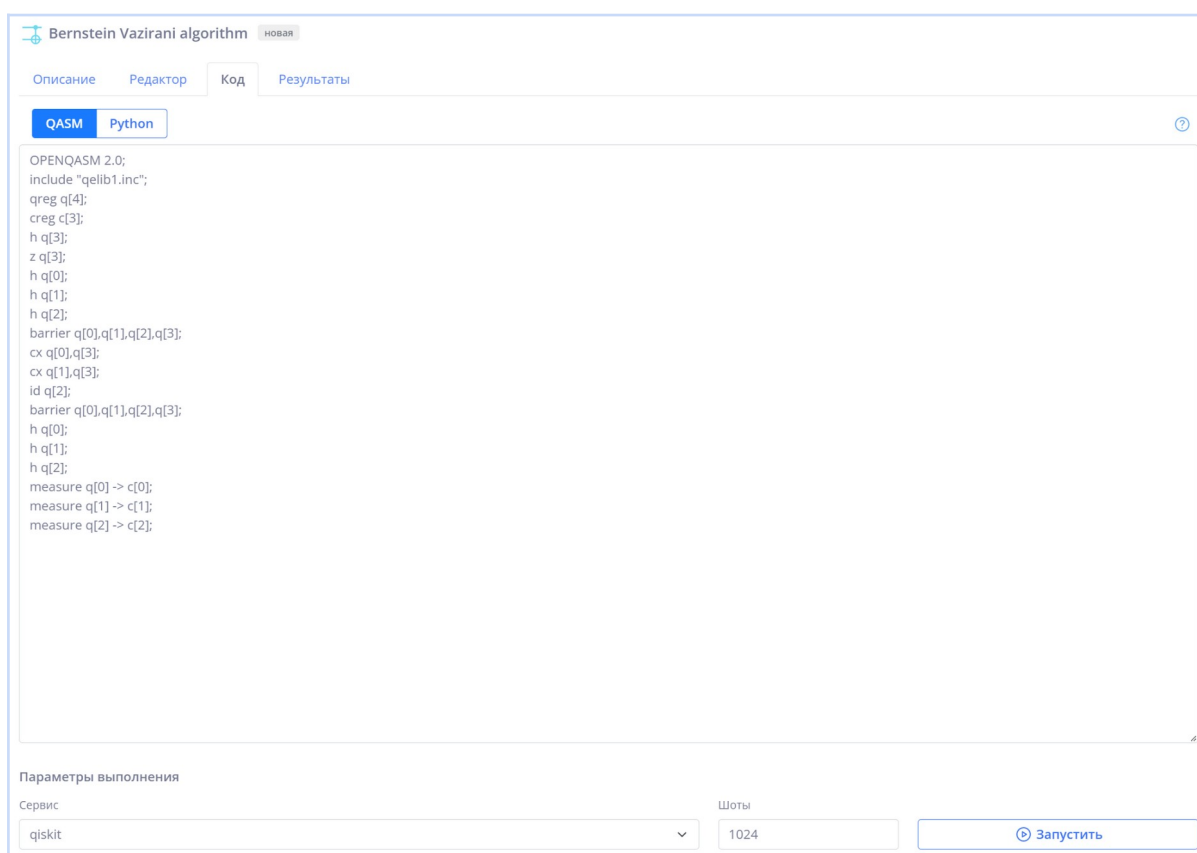 Bernstein Vazirani algorithm новая
Описание Редактор Код Результаты
QASM Python
OPENQASM 2.0;
include "qelib1.inc";
qreg q[4];
creg c[3];
h q[3];
z q[3];
h q[0];
h q[1];
h q[2];
barrier q[0],q[1],q[2],q[3];
cx q[0],q[3];
cx q[1],q[3];
id q[2];
barrier q[0],q[1],q[2],q[3];
h q[0];
h q[1];
h q[2];
measure q[0] -> c[0];
measure q[1] -> c[1];
measure q[2] -> c[2];
Параметры выполнения
Сервис Шоты
qiskit 1024 Запустить